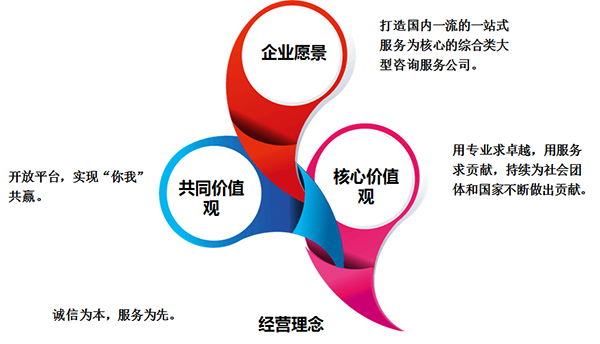 企业愿景
打造国内一流的一站式
服务为核心的综合类大
型咨询服务公司。
开放平台，实现“你我”
共赢。
共同价值
观
核心价值
观
用专业求卓越，用服务
求贡献，持续为社会团
体和国家不断做出贡献。
诚信为本，服务为先。
经营理念